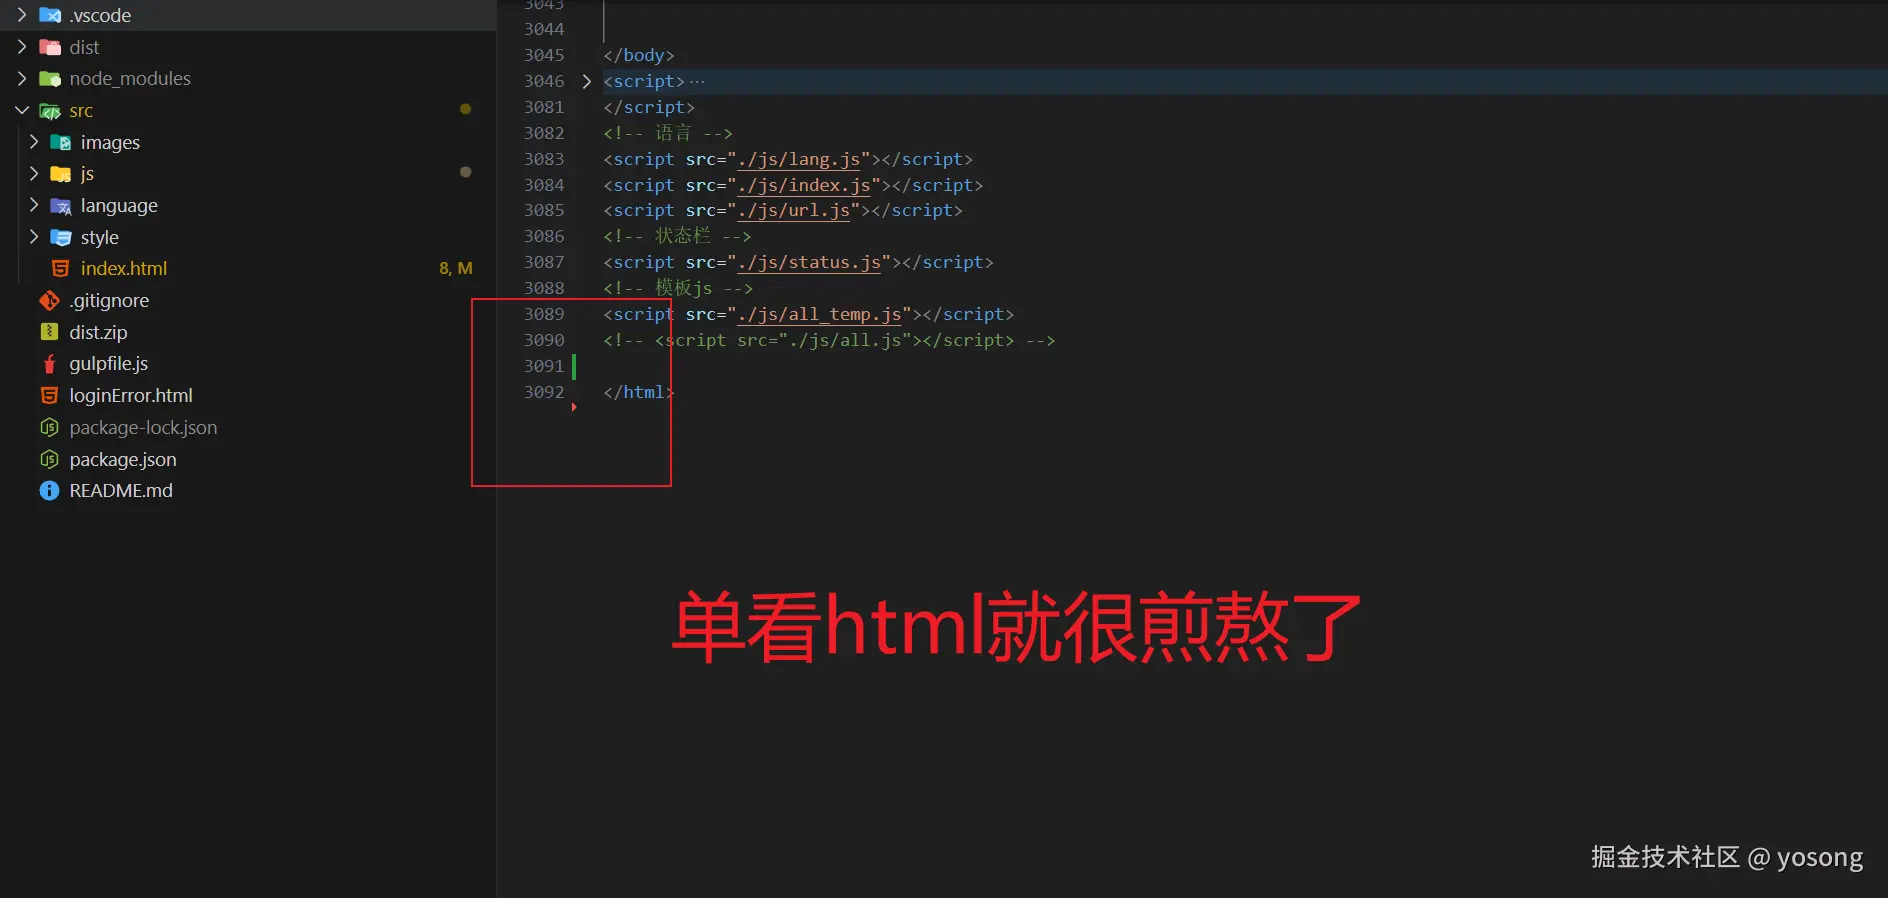 .vscode
dist
node_modules
src
images
js
language
style
index.html 8, M
.gitignore
dist.zip
gulpfile.js
loginError.html
package-lock.json
package.json
README.md
3043
3044
3045 </body>
3046 <script>…
3081 </script>
3082 <!-- 语言 -->
3083 <script src="./js/lang.js"></script>
3084 <script src="./js/index.js"></script>
3085 <script src="./js/url.js"></script>
3086 <!-- 状态栏 -->
3087 <script src="./js/status.js"></script>
3088 <!-- 模板js -->
3089 <script src="./js/all_temp.js"></script>
3090 <!-- <script src="./js/all.js"></script> -->
3091
3092 </html>
单看html就很煎熬了
掘金技术社区 @ yosong